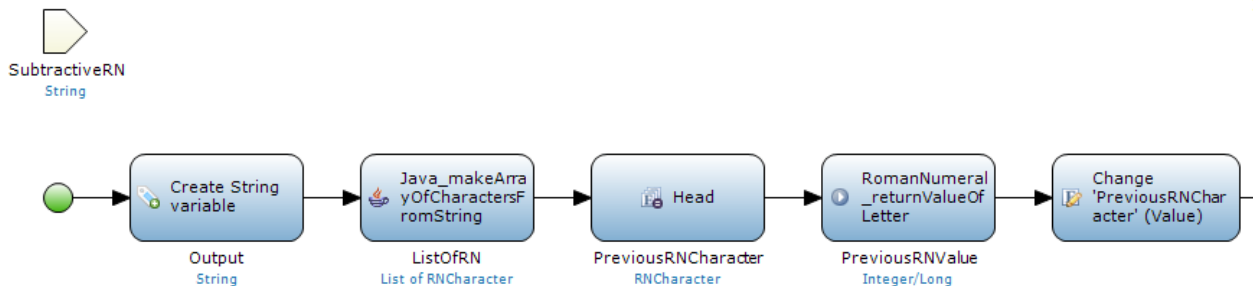 SubtractiveRN
String
Create String
variable
Output
String
Java_makeArra
yOfCharactersF
romString
ListOfRN
List of RNCharacter
Head
PreviousRNCharacter
RNCharacter
RomanNumeral
_returnValueOf
Letter
PreviousRNValue
Integer/Long
Change
'PreviousRNChar
acter' (Value)